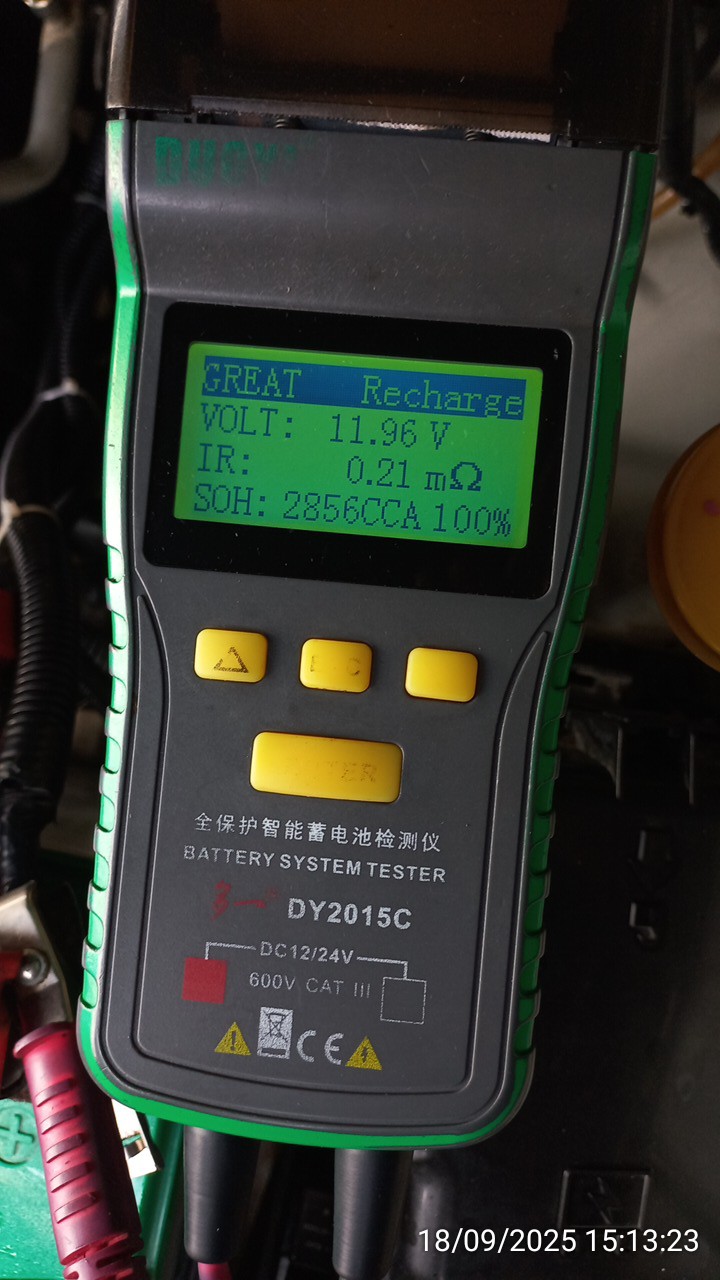 GREAT Recharge
VOLT: 11.96 V
IR: 0.21 mΩ
SOH: 2856CCA 100%
全保护智能蓄电池检测仪
BATTERY SYSTEM TESTER
DY2015C
DC12/24V
600V CAT III
CE
18/09/2025 15:13:23